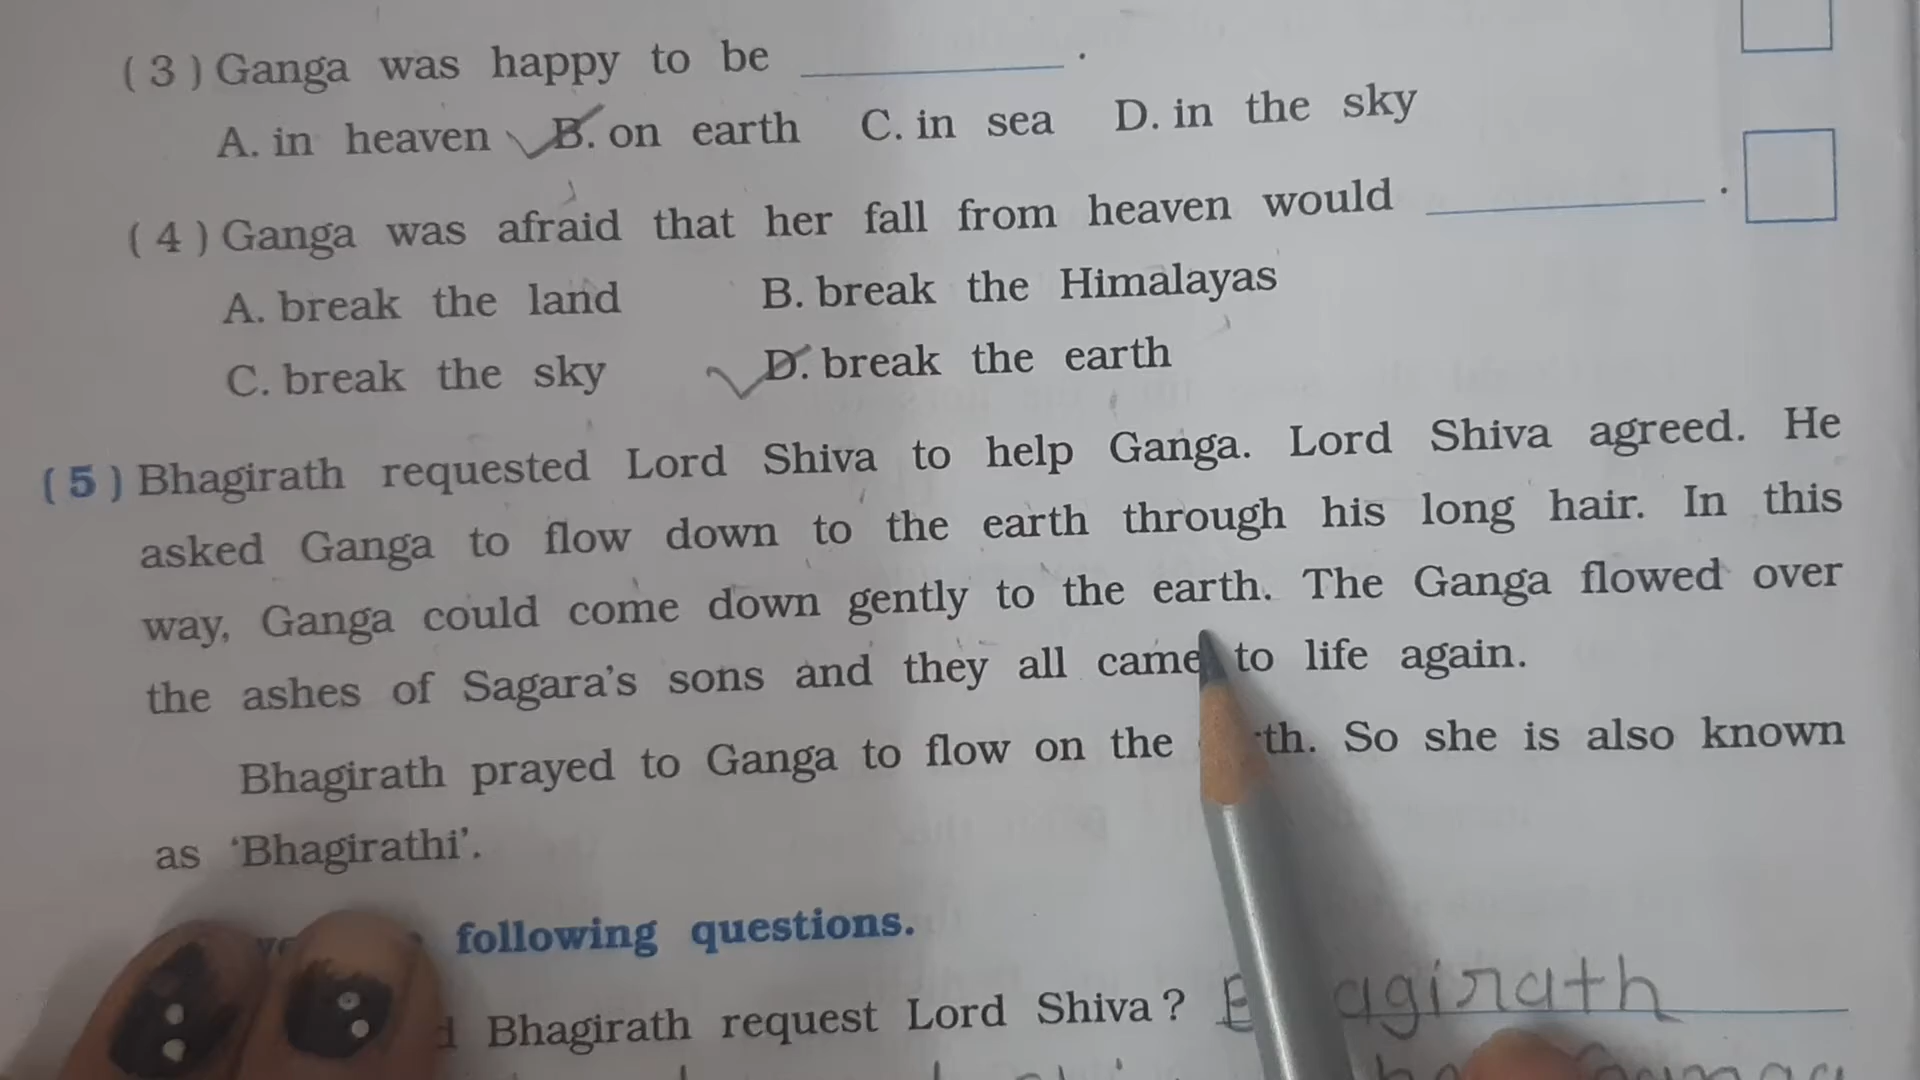 (3) Ganga was happy to be ________ .
A. in heaven B. on earth C. in sea D. in the sky
(4) Ganga was afraid that her fall from heaven would ________ .
A. break the land B. break the Himalayas
C. break the sky D. break the earth
(5) Bhagirath requested Lord Shiva to help Ganga. Lord Shiva agreed. He
asked Ganga to flow down to the earth through his long hair. In this
way, Ganga could come down gently to the earth. The Ganga flowed over
the ashes of Sagara's sons and they all came to life again.
Bhagirath prayed to Ganga to flow on the th. So she is also known
as 'Bhagirathi'.
following questions.
Bhagirath request Lord Shiva? B agirath